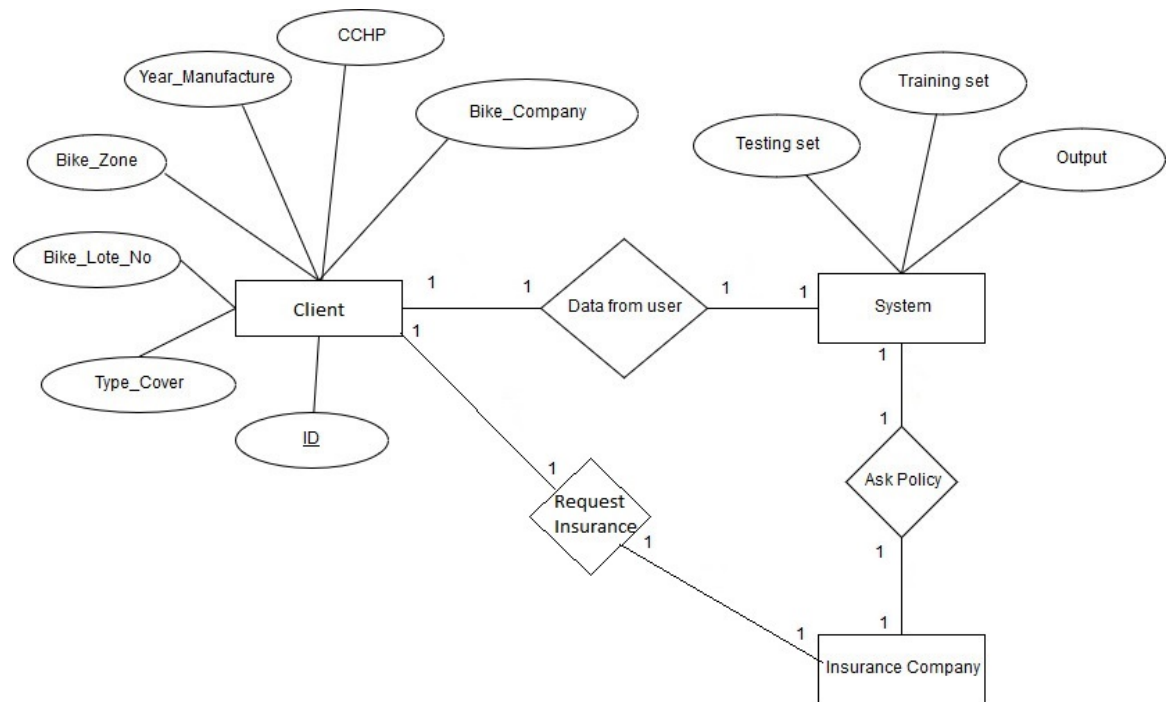 CCHP
Year_Manufacture
Training set
Bike_Company
Testing set
Bike_Zone
Output
Bike_Lote_No
1
1
1
1
Client
Data from user
System
1
1
Type_Cover
1
ID
1
Request
Insurance
Ask Policy
1
1
1
1
Insurance Company